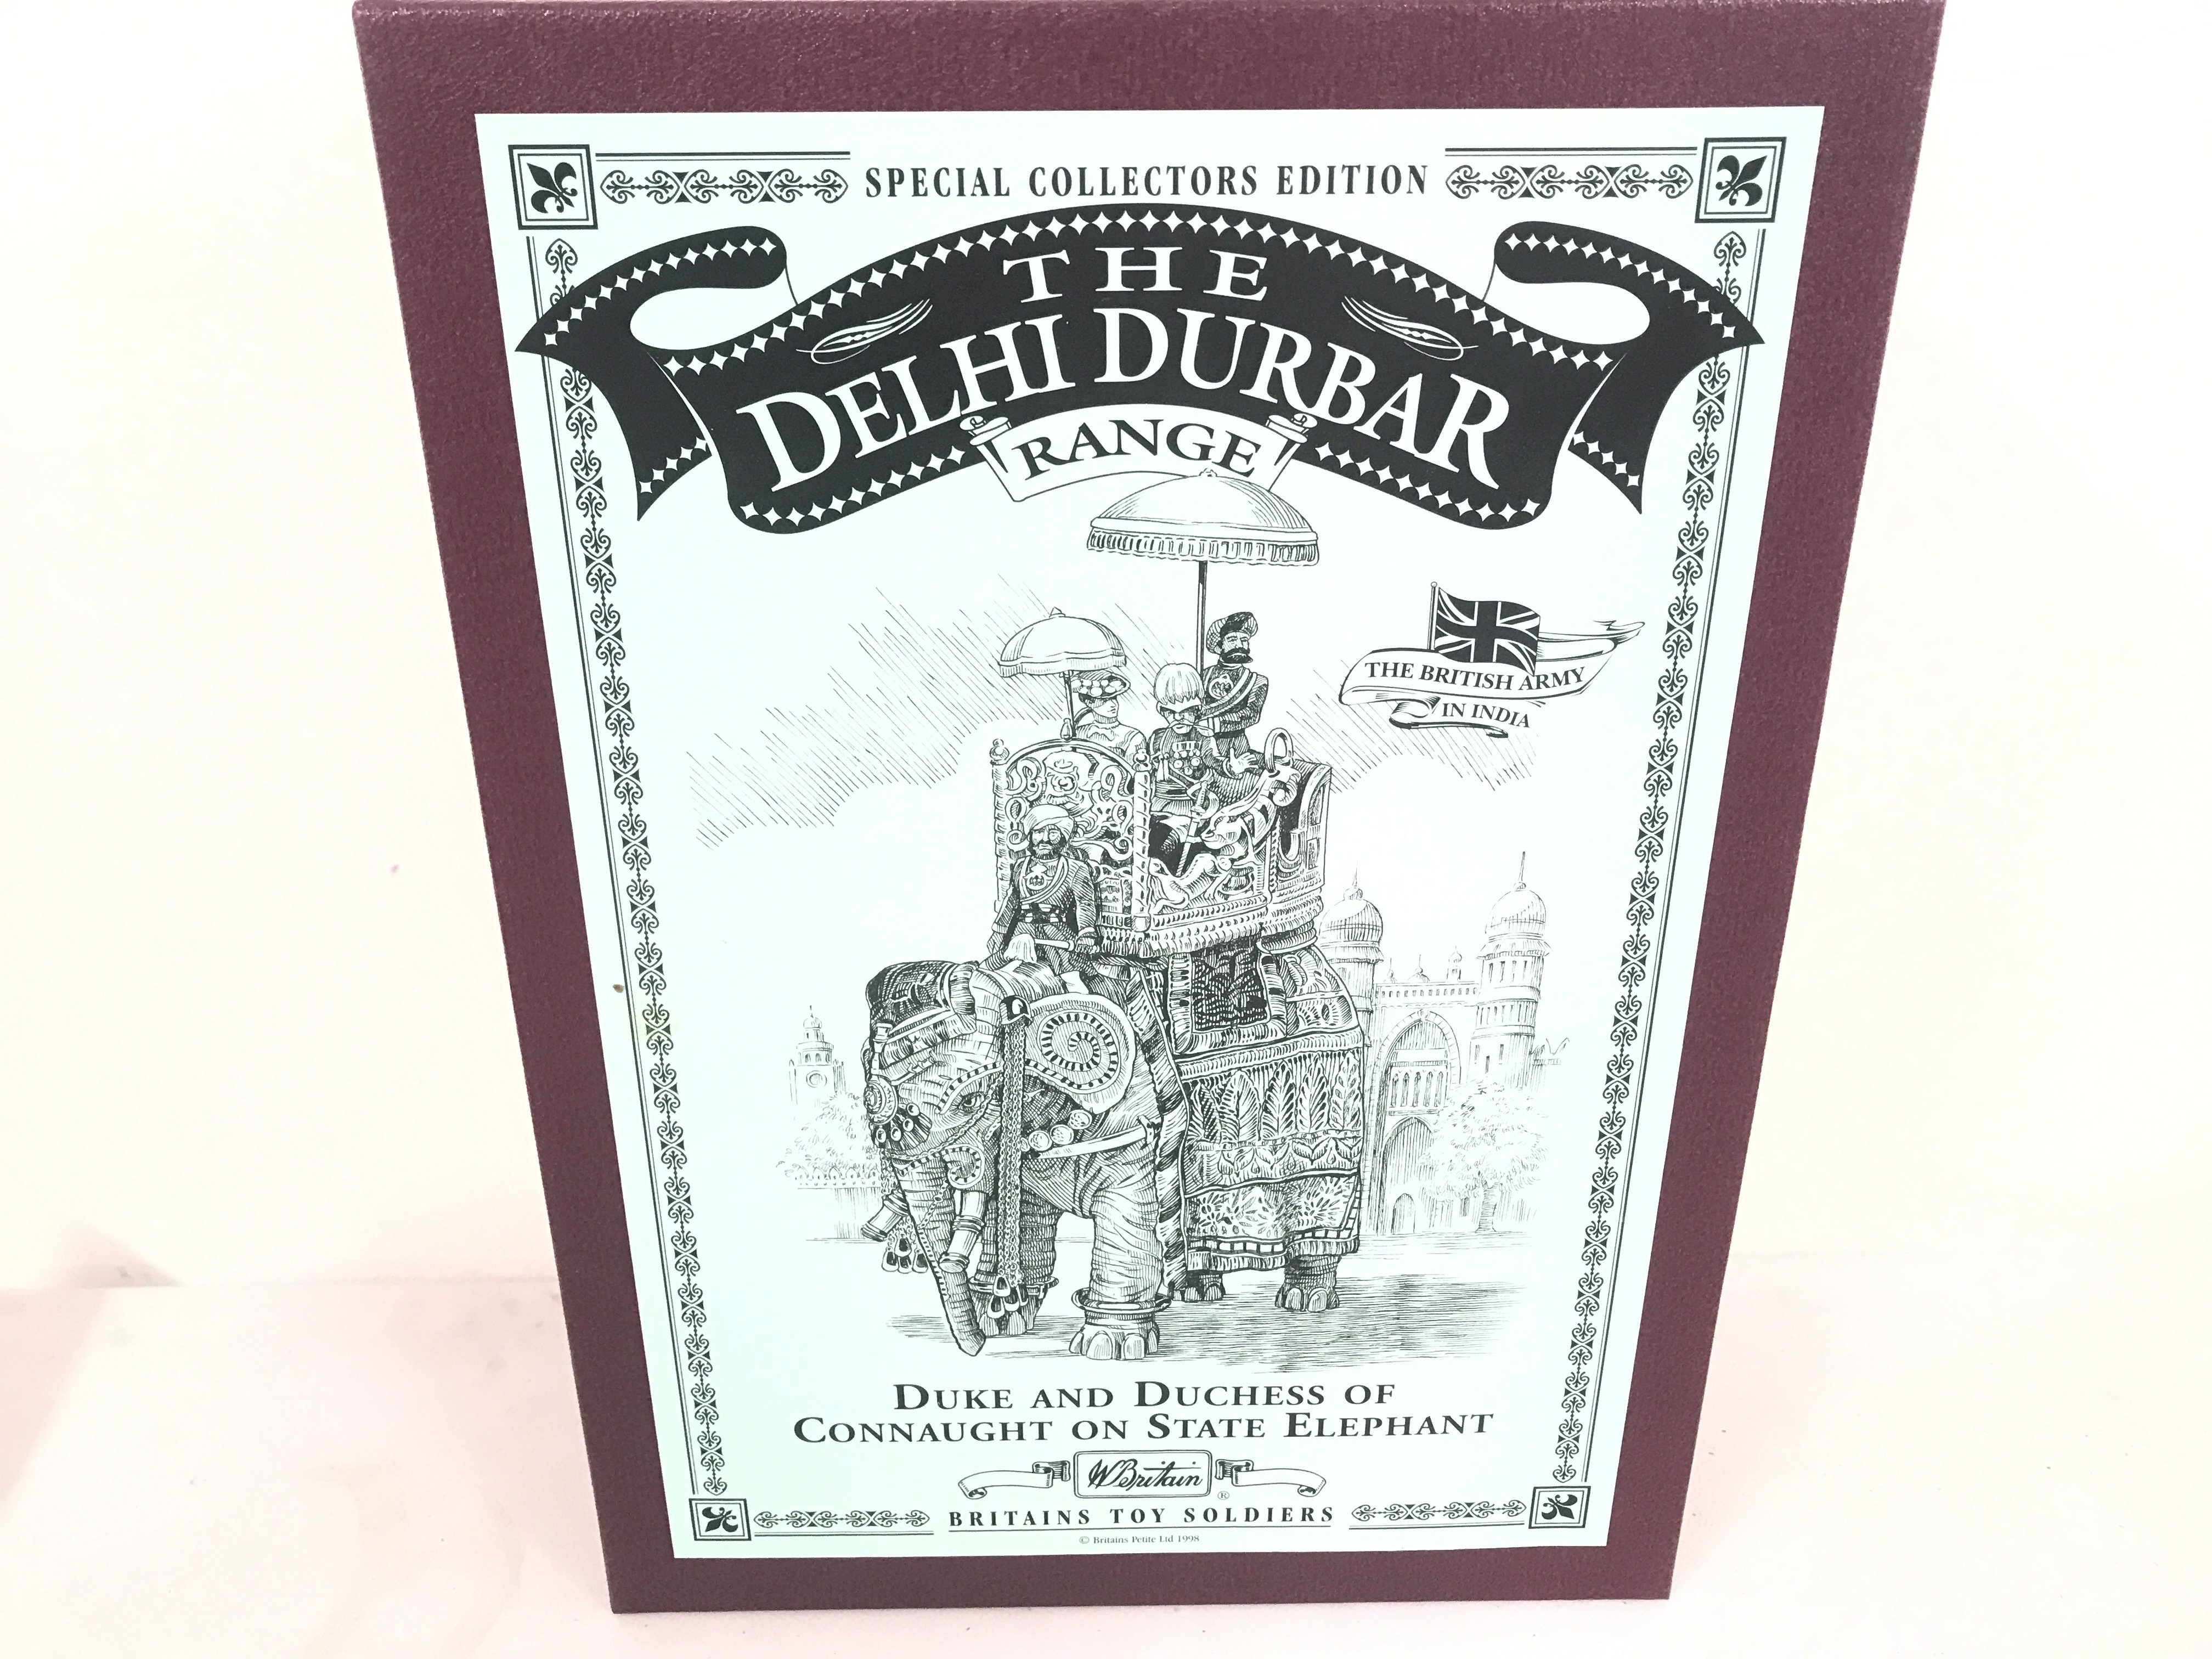 SPECIAL COLLECTORS EDITION
THE
DELHI DURBAR
RANGE
THE BRITISH ARMY
IN INDIA
DUKE AND DUCHESS OF
CONNAUGHT ON STATE ELEPHANT
WBritain
®
BRITAINS TOY SOLDIERS
© Britains Petite Ltd 1998